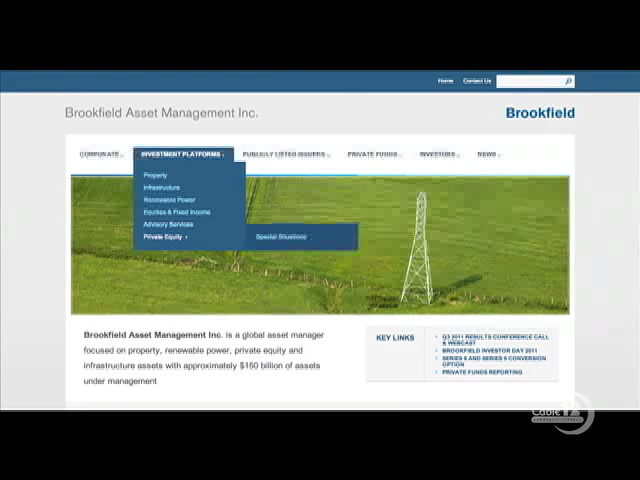 Home Contact Us
Brookfield Asset Management Inc.
Brookfield
CORPORATE INVESTMENT PLATFORMS PUBLICLY LISTED ISSUERS PRIVATE FUNDS INVESTORS NEWS
Property
Infrastructure
Renewable Power
Equities & Fixed Income
Advisory Services
Private Equity
Special Situations
Brookfield Asset Management Inc. is a global asset manager
focused on property, renewable power, private equity and
infrastructure assets with approximately $150 billion of assets
under management
KEY LINKS
Q3 2011 RESULTS CONFERENCE CALL
& WEBCAST
BROOKFIELD INVESTOR DAY 2011
SERIES 8 AND SERIES 9 CONVERSION
OPTION
PRIVATE FUNDS REPORTING
Cable 12